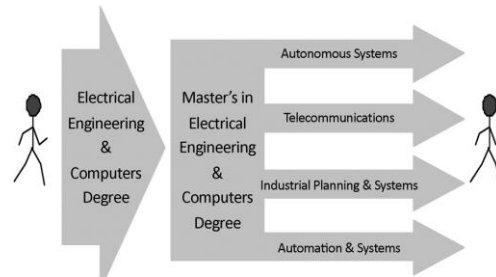 Electrical
Engineering
&
Computers
Degree
Master's in
Electrical
Engineering
&
Computers
Degree
Autonomous Systems
Telecommunications
Industrial Planning & Systems
Automation & Systems